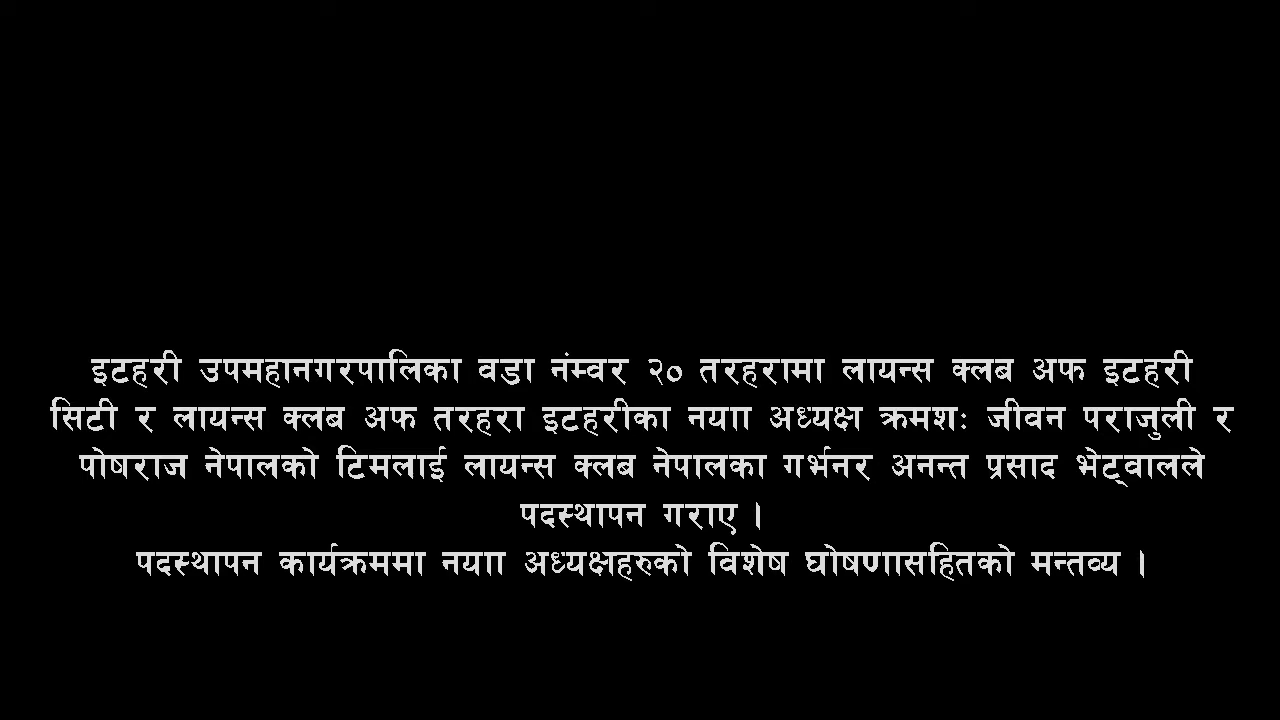 इटहरी उपमहानगरपालिका वडा नंम्वर २० तरहरामा लायन्स क्लब अफ इटहरी
सिटी र लायन्स क्लब अफ तरहरा इटहरीका नयाा अध्यक्ष क्रमशः जीवन पराजुली र
पोषराज नेपालको टिमलाई लायन्स क्लब नेपालका गर्भनर अनन्त प्रसाद भेट्वालले
पदस्थापन गराए ।
पदस्थापन कार्यक्रममा नयाा अध्यक्षहरुको विशेष घोषणासहितको मन्तव्य ।